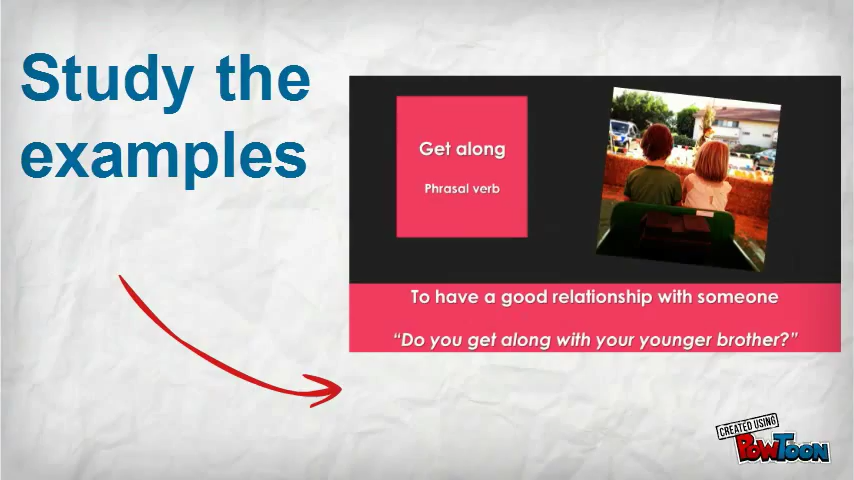 Study the
examples
Get along
Phrasal verb
To have a good relationship with someone
“Do you get along with your younger brother?”
CREATED USING
POWTOON